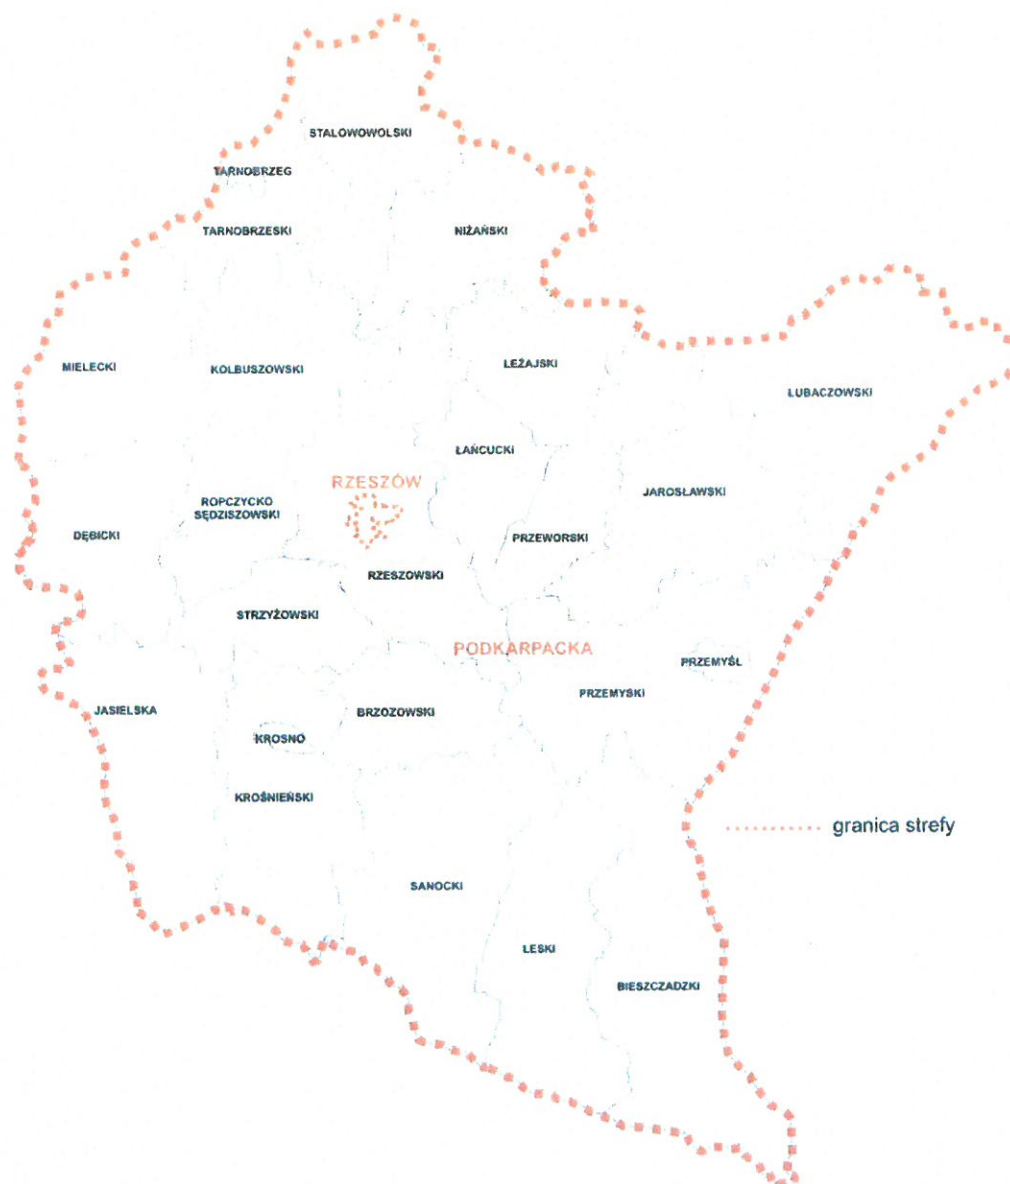 STALOWOWOLSKI
TARNOBRZEG
TARNOBRZESKI
NIŻAŃSKI
MIELECKI
KOLBUSZOWSKI
LEŻAJSKI
LUBACZOWSKI
ŁAŃCUCKI
RZESZÓW
JAROSŁAWSKI
ROPCZYCKO
SĘDZISZOWSKI
DĘBICKI
PRZEWORSKI
RZESZOWSKI
STRZYŻOWSKI
PODKARPACKA
PRZEMYŚL
PRZEMYSKI
JASIELSKA
BRZOZOWSKI
KROSNO
KROŚNIEŃSKI
granica strefy
SANOCKI
LESKI
BIESZCZADZKI